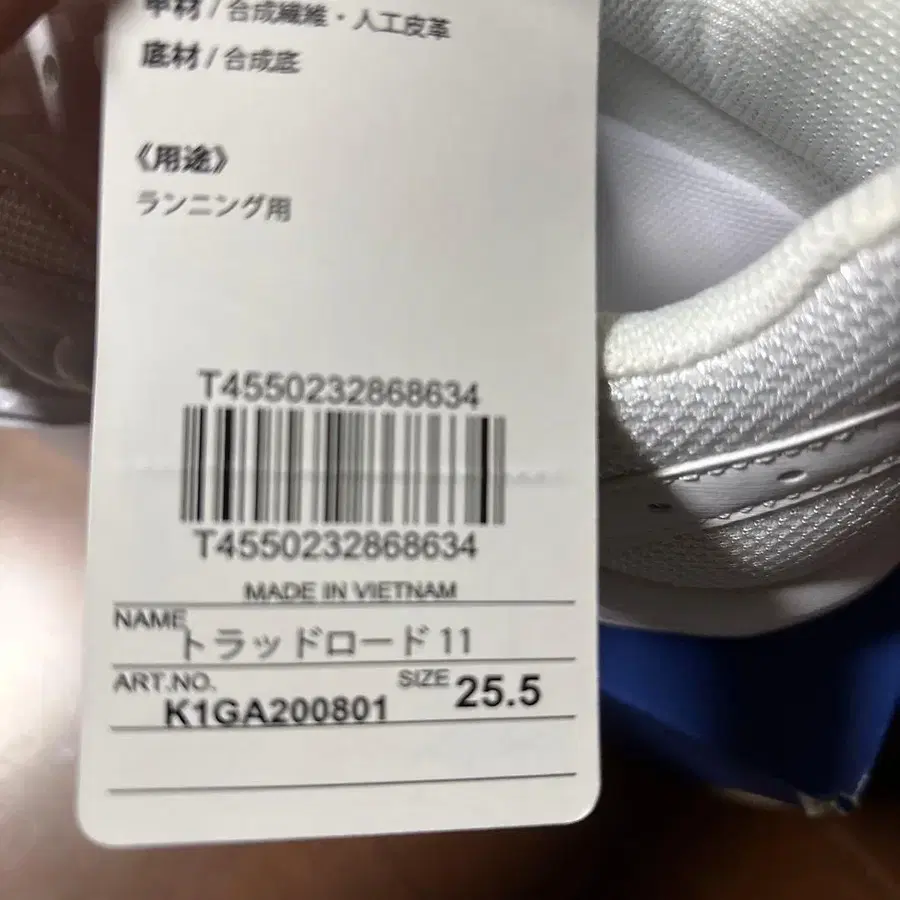 甲材 / 合成繊維・人工皮革
底材 / 合成底
《用途》
ランニング用
T4550232868634
T4550232868634
MADE IN VIETNAM
NAME
トラッドロード 11
ART.NO.
K1GA200801
SIZE 25.5